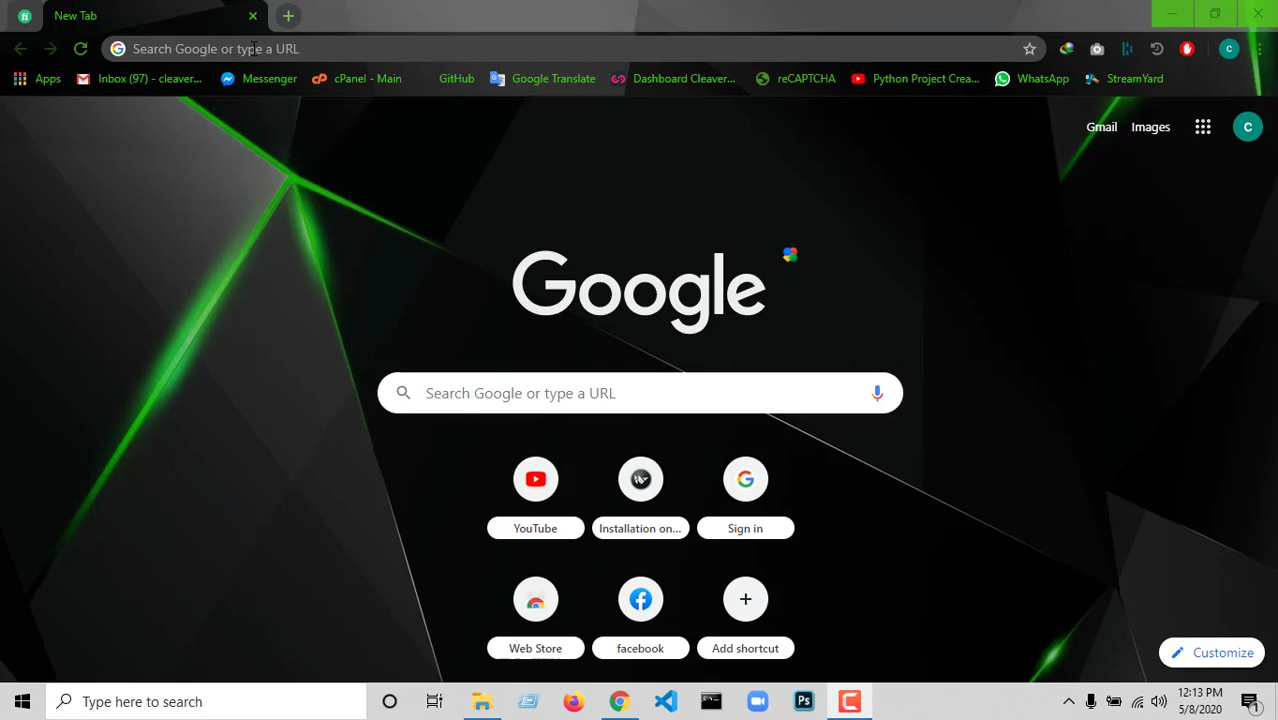 fi New Tab
Search Google or type a URL
Apps Inbox (97) - cleaver... Messenger cPanel - Main GitHub Google Translate Dashboard Cleaver... reCAPTCHA Python Project Crea... WhatsApp StreamYard
Gmail Images C
Google
Search Google or type a URL
YouTube Installation on... Sign in
Web Store facebook Add shortcut
Customize
Type here to search
Ps
12:13 PM
5/8/2020